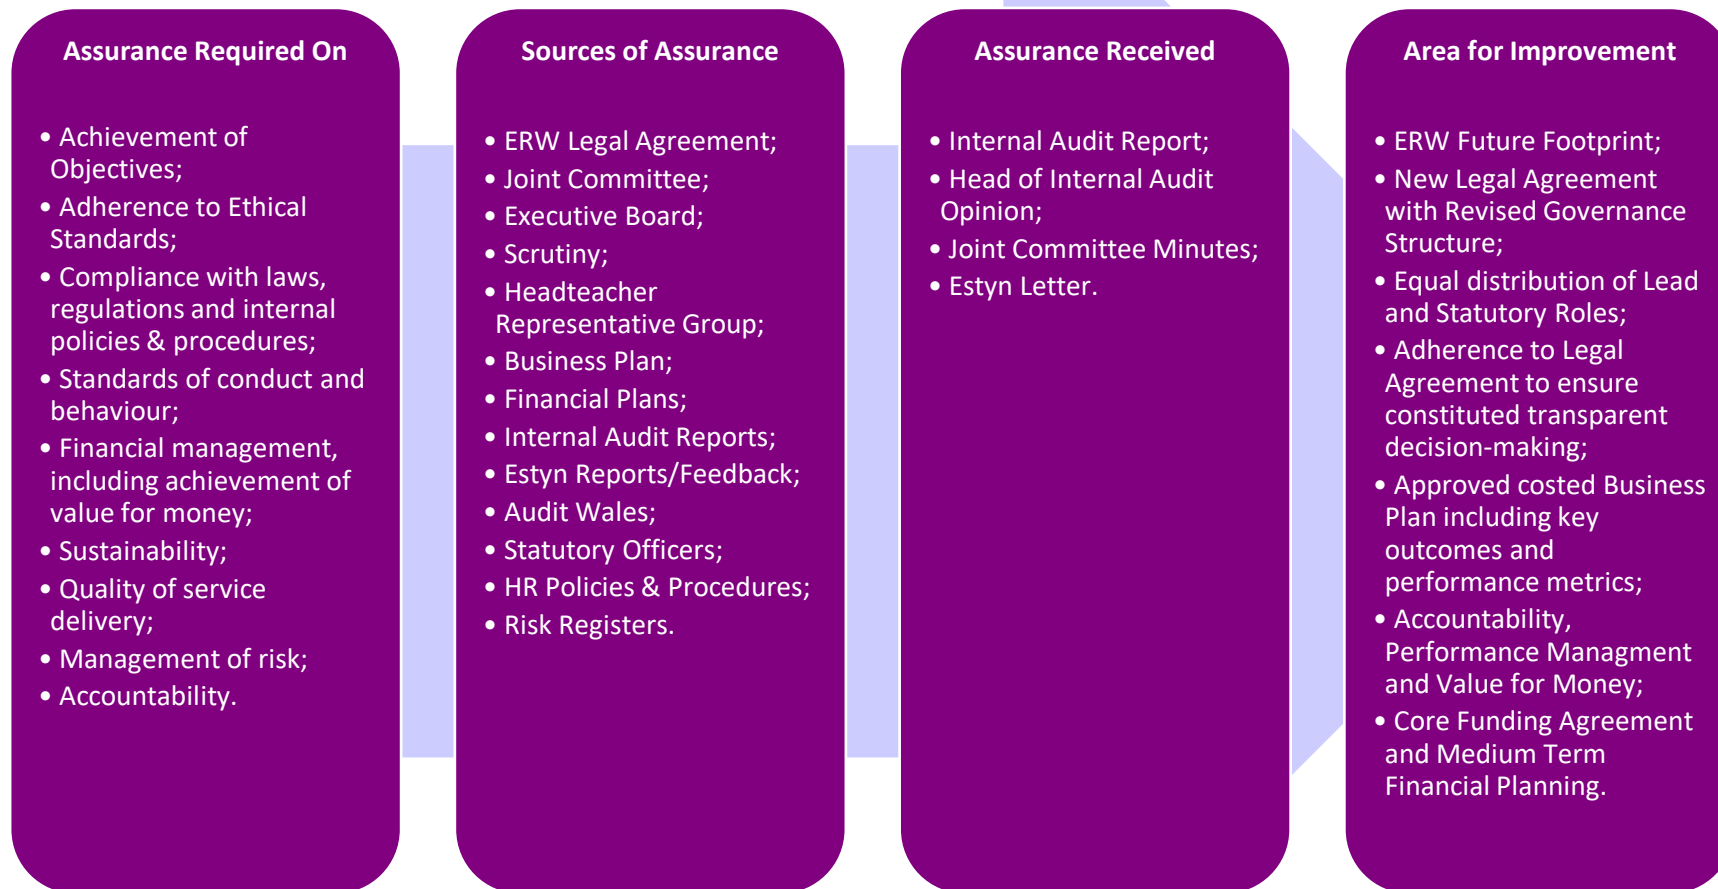 Assurance Required On
• Achievement of
Objectives;
• Adherence to Ethical
Standards;
• Compliance with laws,
regulations and internal
policies & procedures;
• Standards of conduct and
behaviour;
• Financial management,
including achievement of
value for money;
• Sustainability;
• Quality of service
delivery;
• Management of risk;
• Accountability.
Sources of Assurance
• ERW Legal Agreement;
• Joint Committee;
• Executive Board;
• Scrutiny;
• Headteacher
Representative Group;
• Business Plan;
• Financial Plans;
• Internal Audit Reports;
• Estyn Reports/Feedback;
• Audit Wales;
• Statutory Officers;
• HR Policies & Procedures;
• Risk Registers.
Assurance Received
• Internal Audit Report;
• Head of Internal Audit
Opinion;
• Joint Committee Minutes;
• Estyn Letter.
Area for Improvement
• ERW Future Footprint;
• New Legal Agreement
with Revised Governance
Structure;
• Equal distribution of Lead
and Statutory Roles;
• Adherence to Legal
Agreement to ensure
constituted transparent
decision-making;
• Approved costed Business
Plan including key
outcomes and
performance metrics;
• Accountability,
Performance Managment
and Value for Money;
• Core Funding Agreement
and Medium Term
Financial Planning.